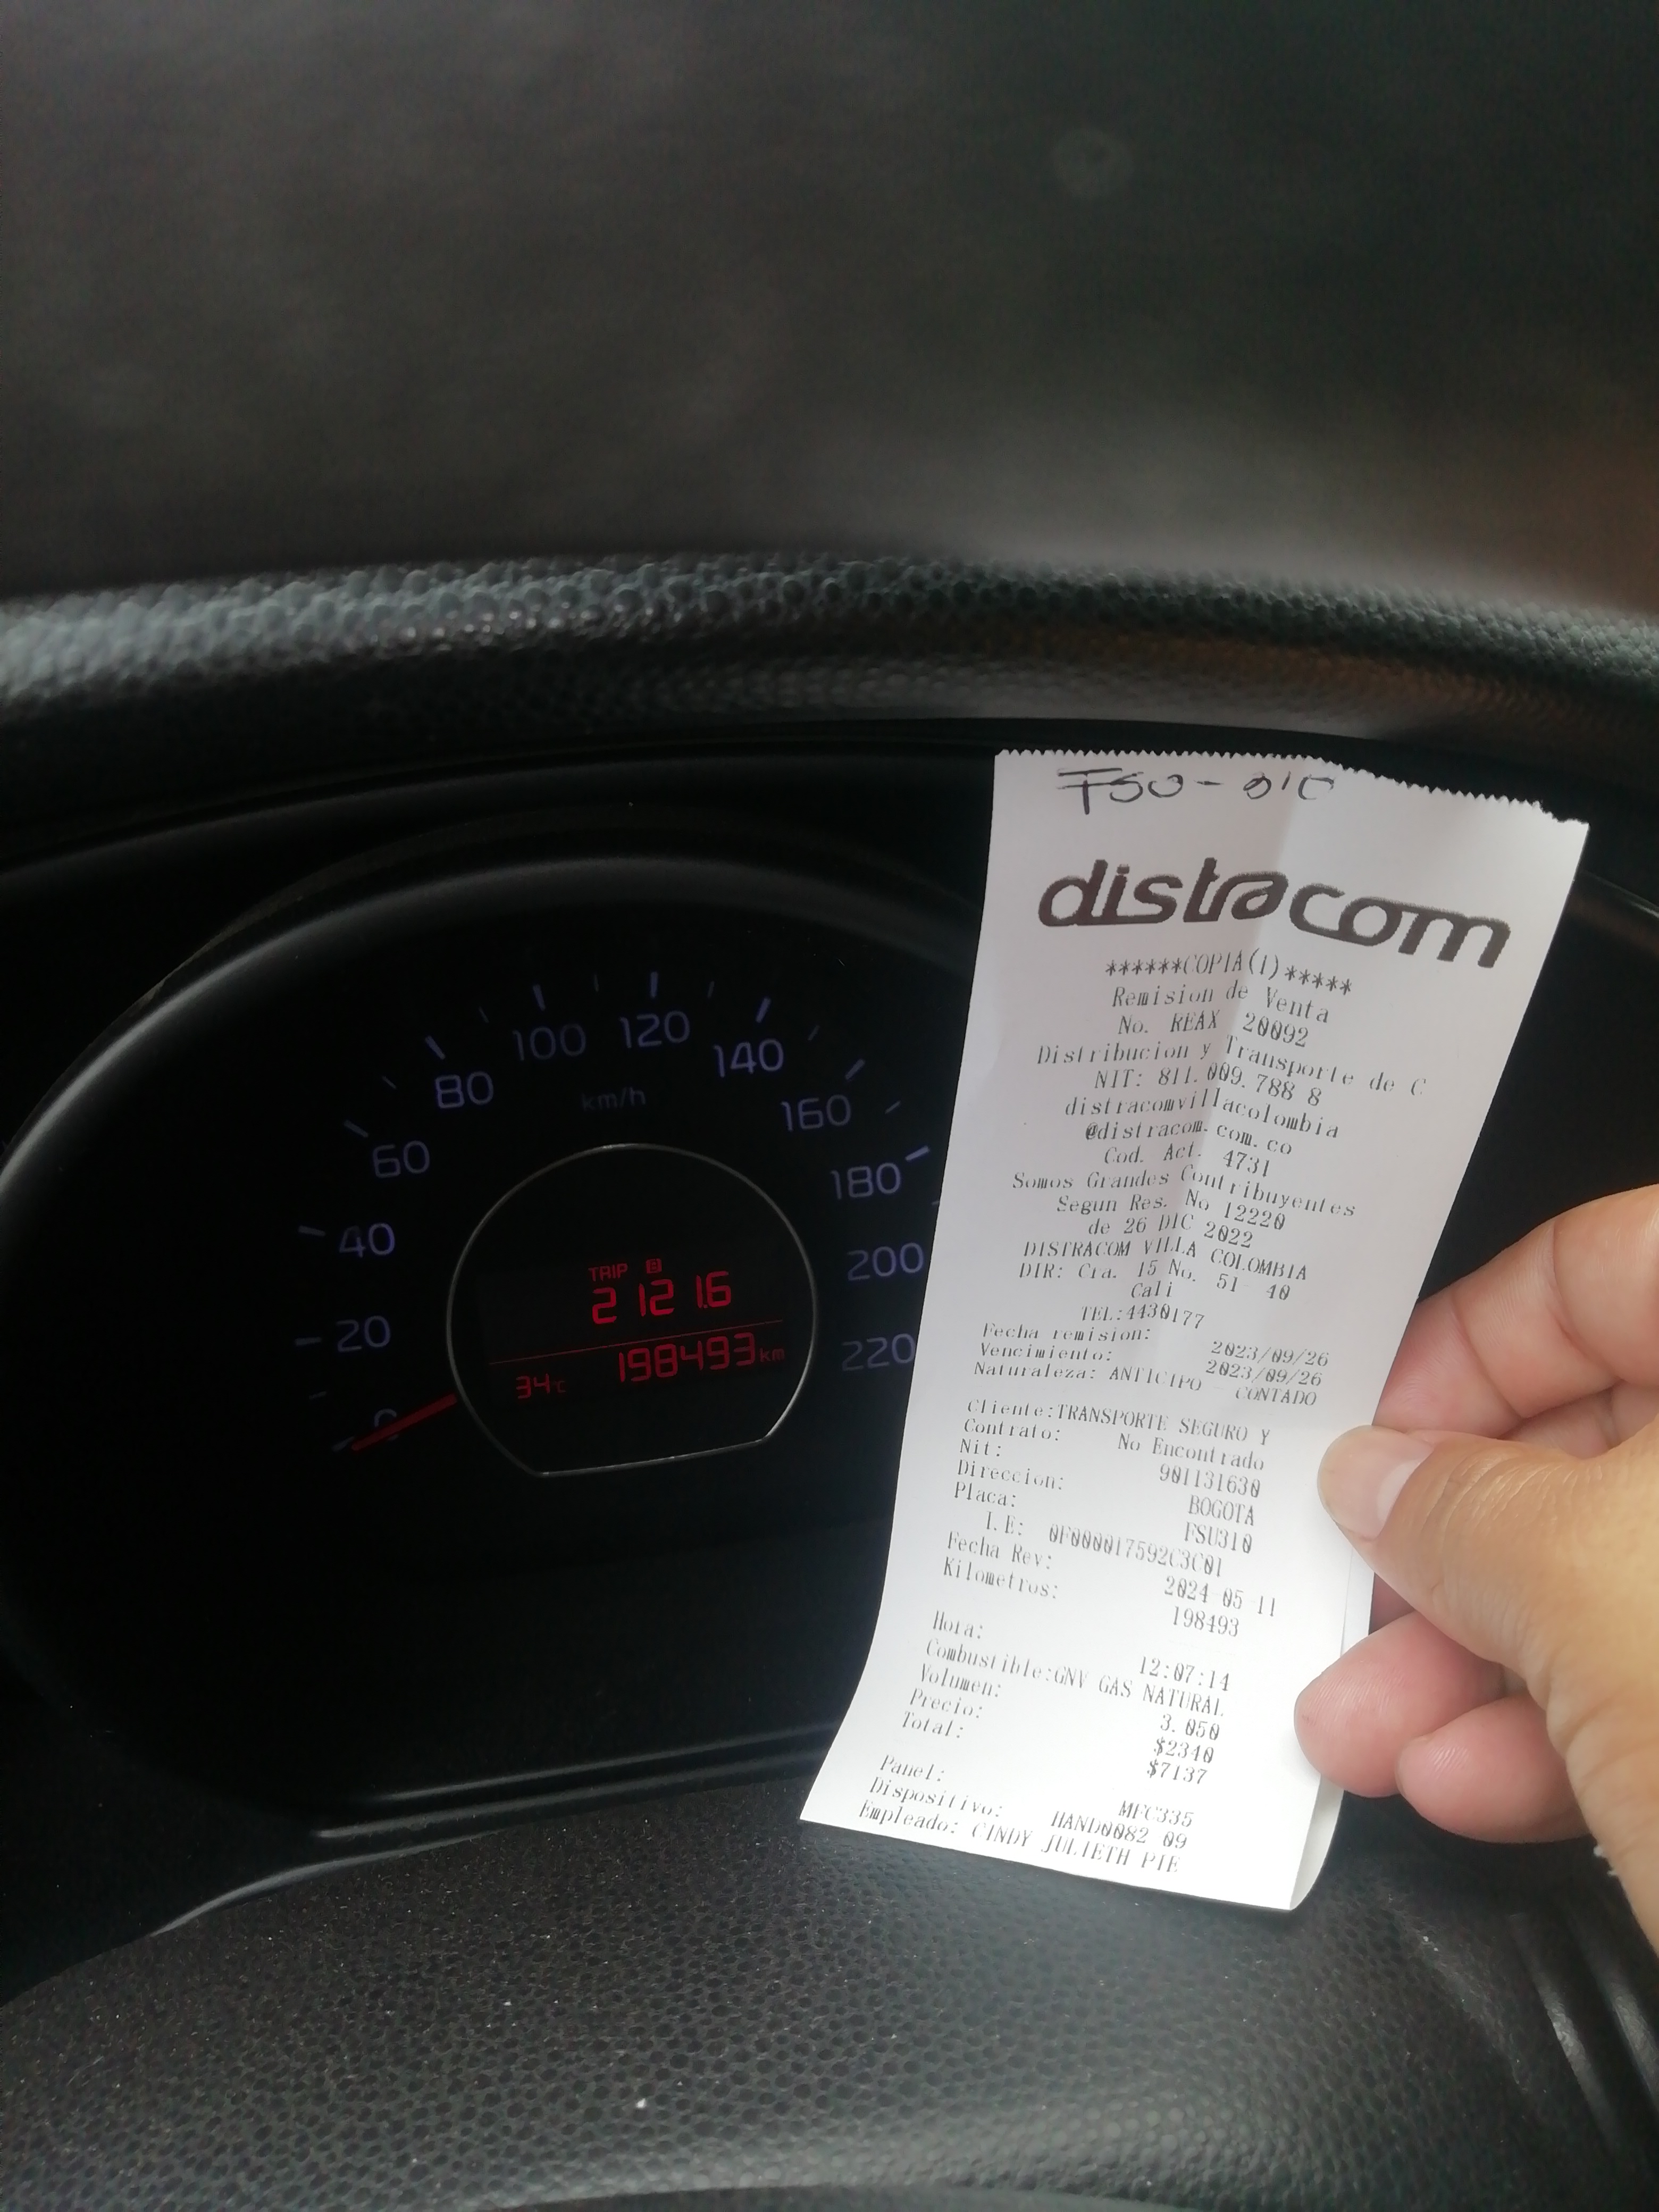 100 120
80 140
km/h
60 160
180
40
200
TRIP B
2121.6
20
198493 km
220
34°C
0
distracom
******COPIA(1)*****
Remision de Venta
No. REAX 20092
Distribucion y Transporte de C
NIT: 811.009.788 8
distracomvillacolombia
@distracom.com.co
Cod. Act. 4731
Somos Grandes Contribuyentes
Segun Res. No 12220
de 26 DIC 2022
DISTRACOM VILLA COLOMBIA
DIR: Cra. 15 No. 51- 40
Cali
TEL:4430177
Fecha remision: 2023/09/26
Vencimiento: 2023/09/26
Naturaleza: ANTICIPO - CONTADO
Cliente:TRANSPORTE SEGURO Y
Contrato: No Encontrado
Nit: 901131630
Direccion: BOGOTA
Placa: FSU310
I.E: 0F000017592C3C01
Fecha Rev: 2024-05-11
Kilometros: 198493
Hora: 12:07:14
Combustible:GNV GAS NATURAL
Volumen: 3.050
Precio: $2340
Total: $7137
Panel: MFC335
Dispositivo: HAND0082 09
Empleado: CINDY JULIETH PIE